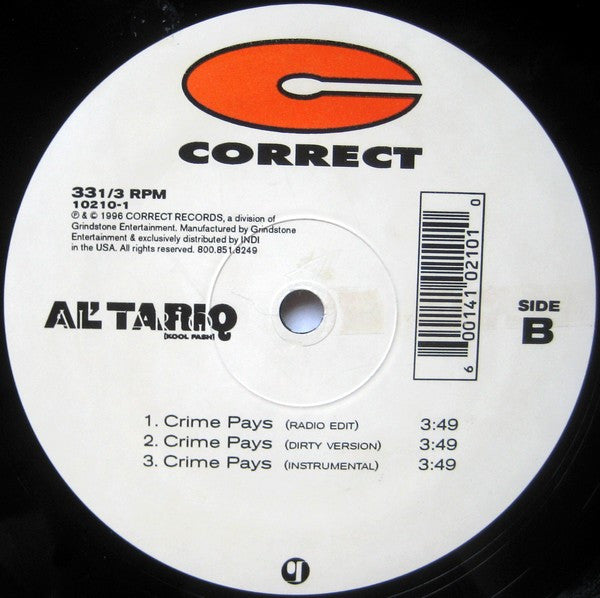 CORRECT
33 1/3 RPM
10210-1
℗ & © 1996 CORRECT RECORDS, a division of
Grindstone Entertainment. Manufactured by Grindstone
Entertainment & exclusively distributed by INDI
in the USA. All rights reserved. 800.851.8249
AL' TARIQ
[KOOL FASH]
6 00141 02101 0
SIDE
B
1. Crime Pays (RADIO EDIT) 3:49
2. Crime Pays (DIRTY VERSION) 3:49
3. Crime Pays (INSTRUMENTAL) 3:49